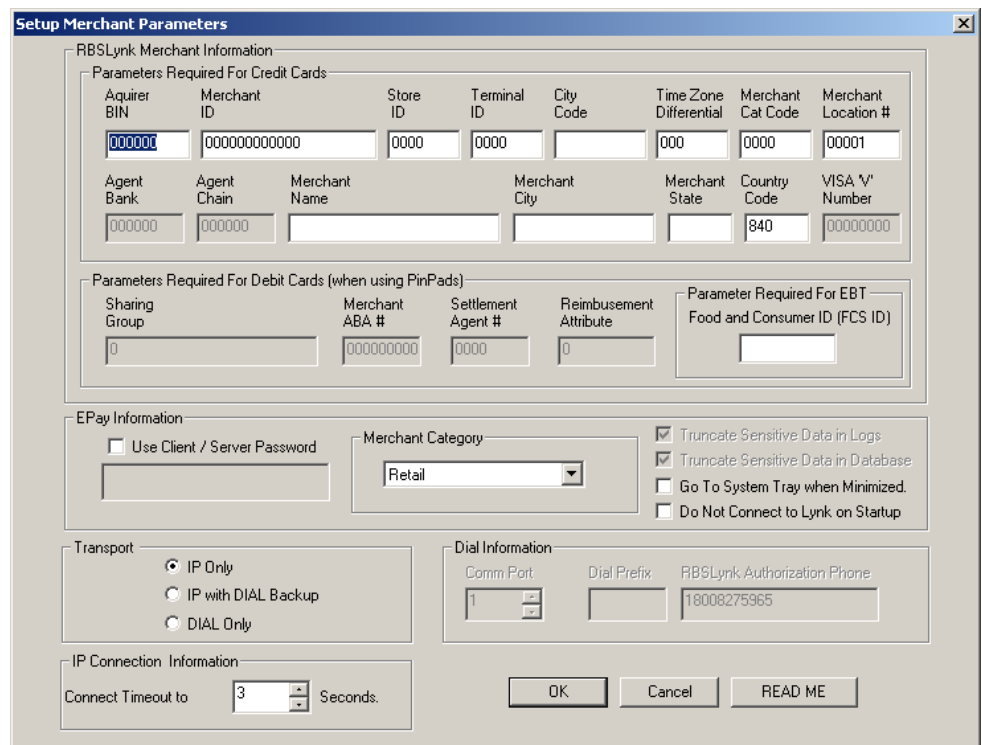 Setup Merchant Parameters
RBSLynk Merchant Information
Parameters Required For Credit Cards
Aquirer BIN
Merchant ID
Store ID
Terminal ID
City Code
Time Zone Differential
Merchant Cat Code
Merchant Location #
000000
000000000000
0000
0000
000
0000
00001
Agent Bank
Agent Chain
Merchant Name
Merchant City
Merchant State
Country Code
VISA 'V' Number
000000
000000
840
00000000
Parameters Required For Debit Cards (when using PinPads)
Sharing Group
Merchant ABA #
Settlement Agent #
Reimbusement Attribute
0
000000000
0000
0
Parameter Required For EBT
Food and Consumer ID (FCS ID)
EPay Information
Use Client / Server Password
Merchant Category
Retail
Truncate Sensitive Data in Logs
Truncate Sensitive Data in Database
Go To System Tray when Minimized.
Do Not Connect to Lynk on Startup
Transport
IP Only
IP with DIAL Backup
DIAL Only
Dial Information
Comm Port
Dial Prefix
RBSLynk Authorization Phone
1
18008275965
IP Connection Information
Connect Timeout to
3
Seconds.
OK
Cancel
READ ME